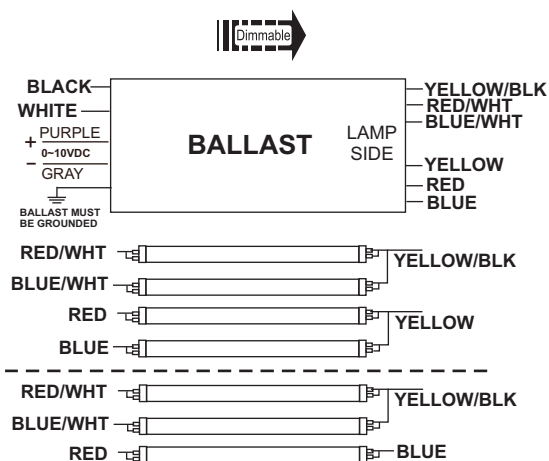 Dimmable
BLACK
WHITE
+ PURPLE
0~10VDC
− GRAY
BALLAST MUST
BE GROUNDED
BALLAST
LAMP
SIDE
YELLOW/BLK
RED/WHT
BLUE/WHT
YELLOW
RED
BLUE
RED/WHT
YELLOW/BLK
BLUE/WHT
RED
YELLOW
BLUE
RED/WHT
YELLOW/BLK
BLUE/WHT
RED
BLUE